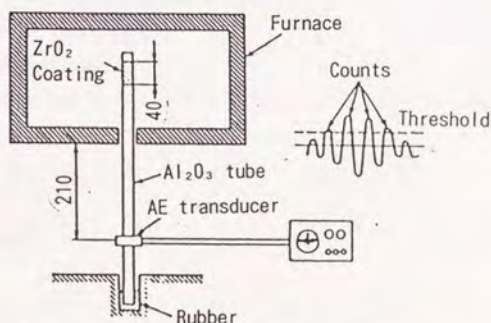 Furnace
ZrO₂
Coating
40
Counts
Threshold
210
Al₂O₃ tube
AE transducer
Rubber